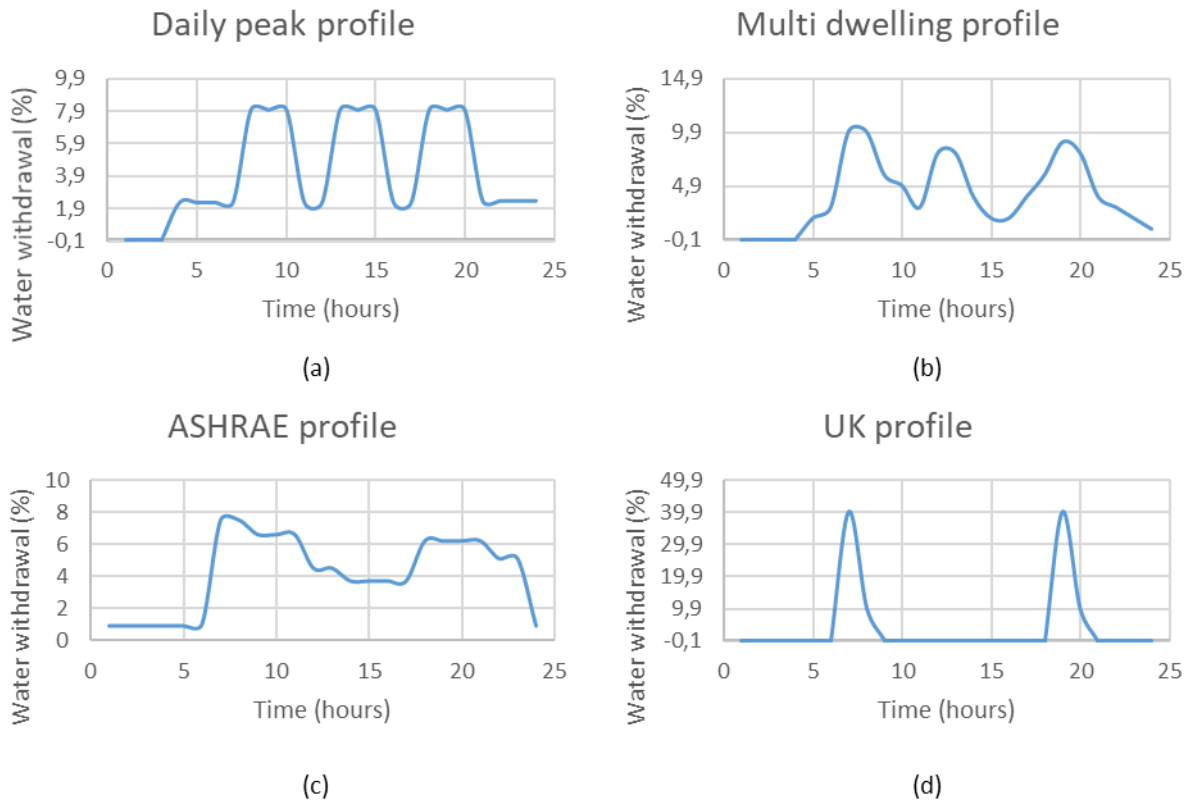 Daily peak profile
Water withdrawal (%)
9,9
7,9
5,9
3,9
1,9
-0,1
0 5 10 15 20 25
Time (hours)
(a)
Multi dwelling profile
Water withdrawal (%)
14,9
9,9
4,9
-0,1
0 5 10 15 20 25
Time (hours)
(b)
ASHRAE profile
Water withdrawal (%)
10
8
6
4
2
0
0 5 10 15 20 25
Time (hours)
(c)
UK profile
Water withdrawal (%)
49,9
39,9
29,9
19,9
9,9
-0,1
0 5 10 15 20 25
Time (hours)
(d)